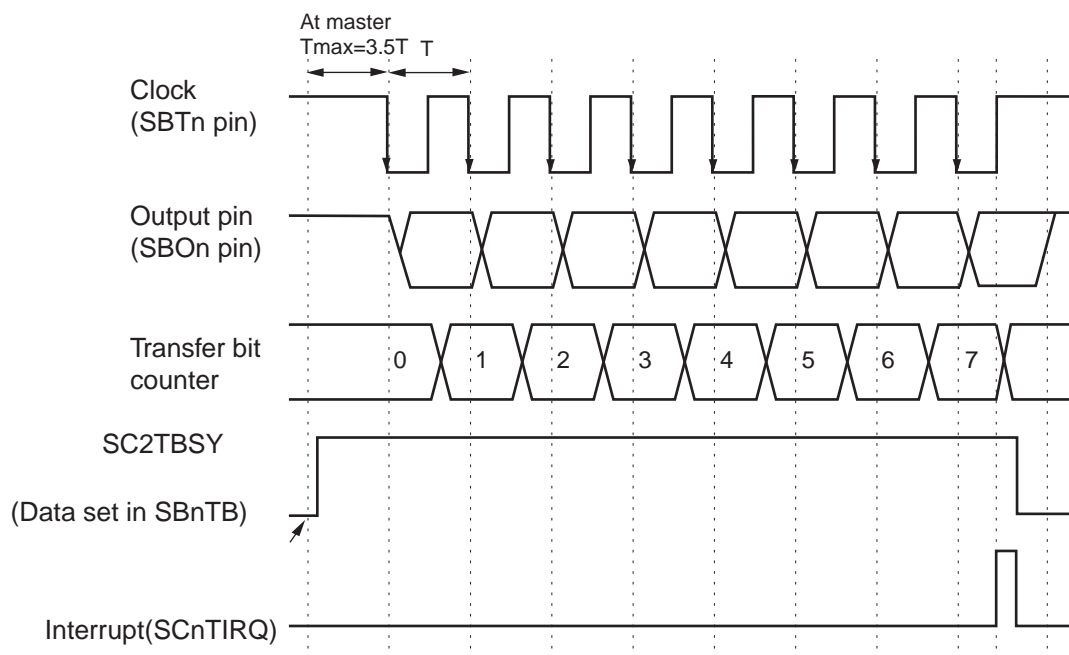 At master
Tmax=3.5T T
Clock
(SBTn pin)
Output pin
(SBOn pin)
Transfer bit
counter
0 1 2 3 4 5 6 7
SC2TBSY
(Data set in SBnTB)
Interrupt(SCnTIRQ)